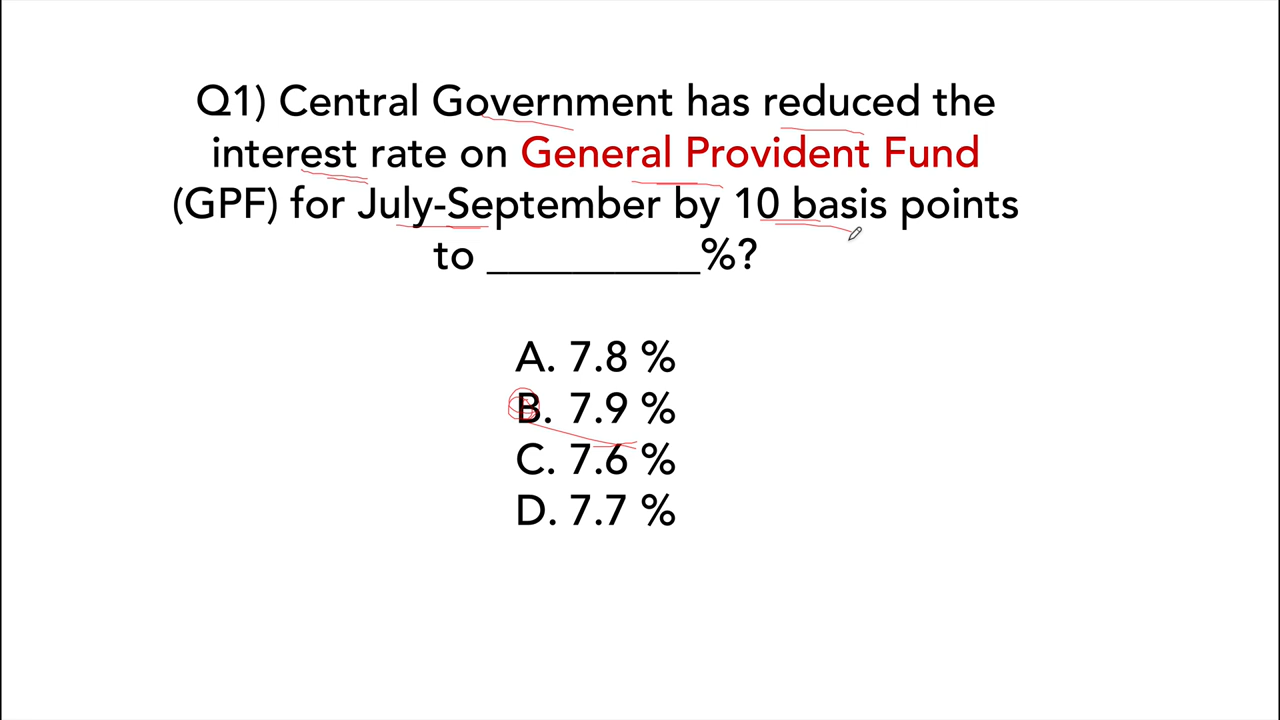 Q1) Central Government has reduced the
interest rate on General Provident Fund
(GPF) for July-September by 10 basis points
to __________%?
A. 7.8 %
B. 7.9 %
C. 7.6 %
D. 7.7 %